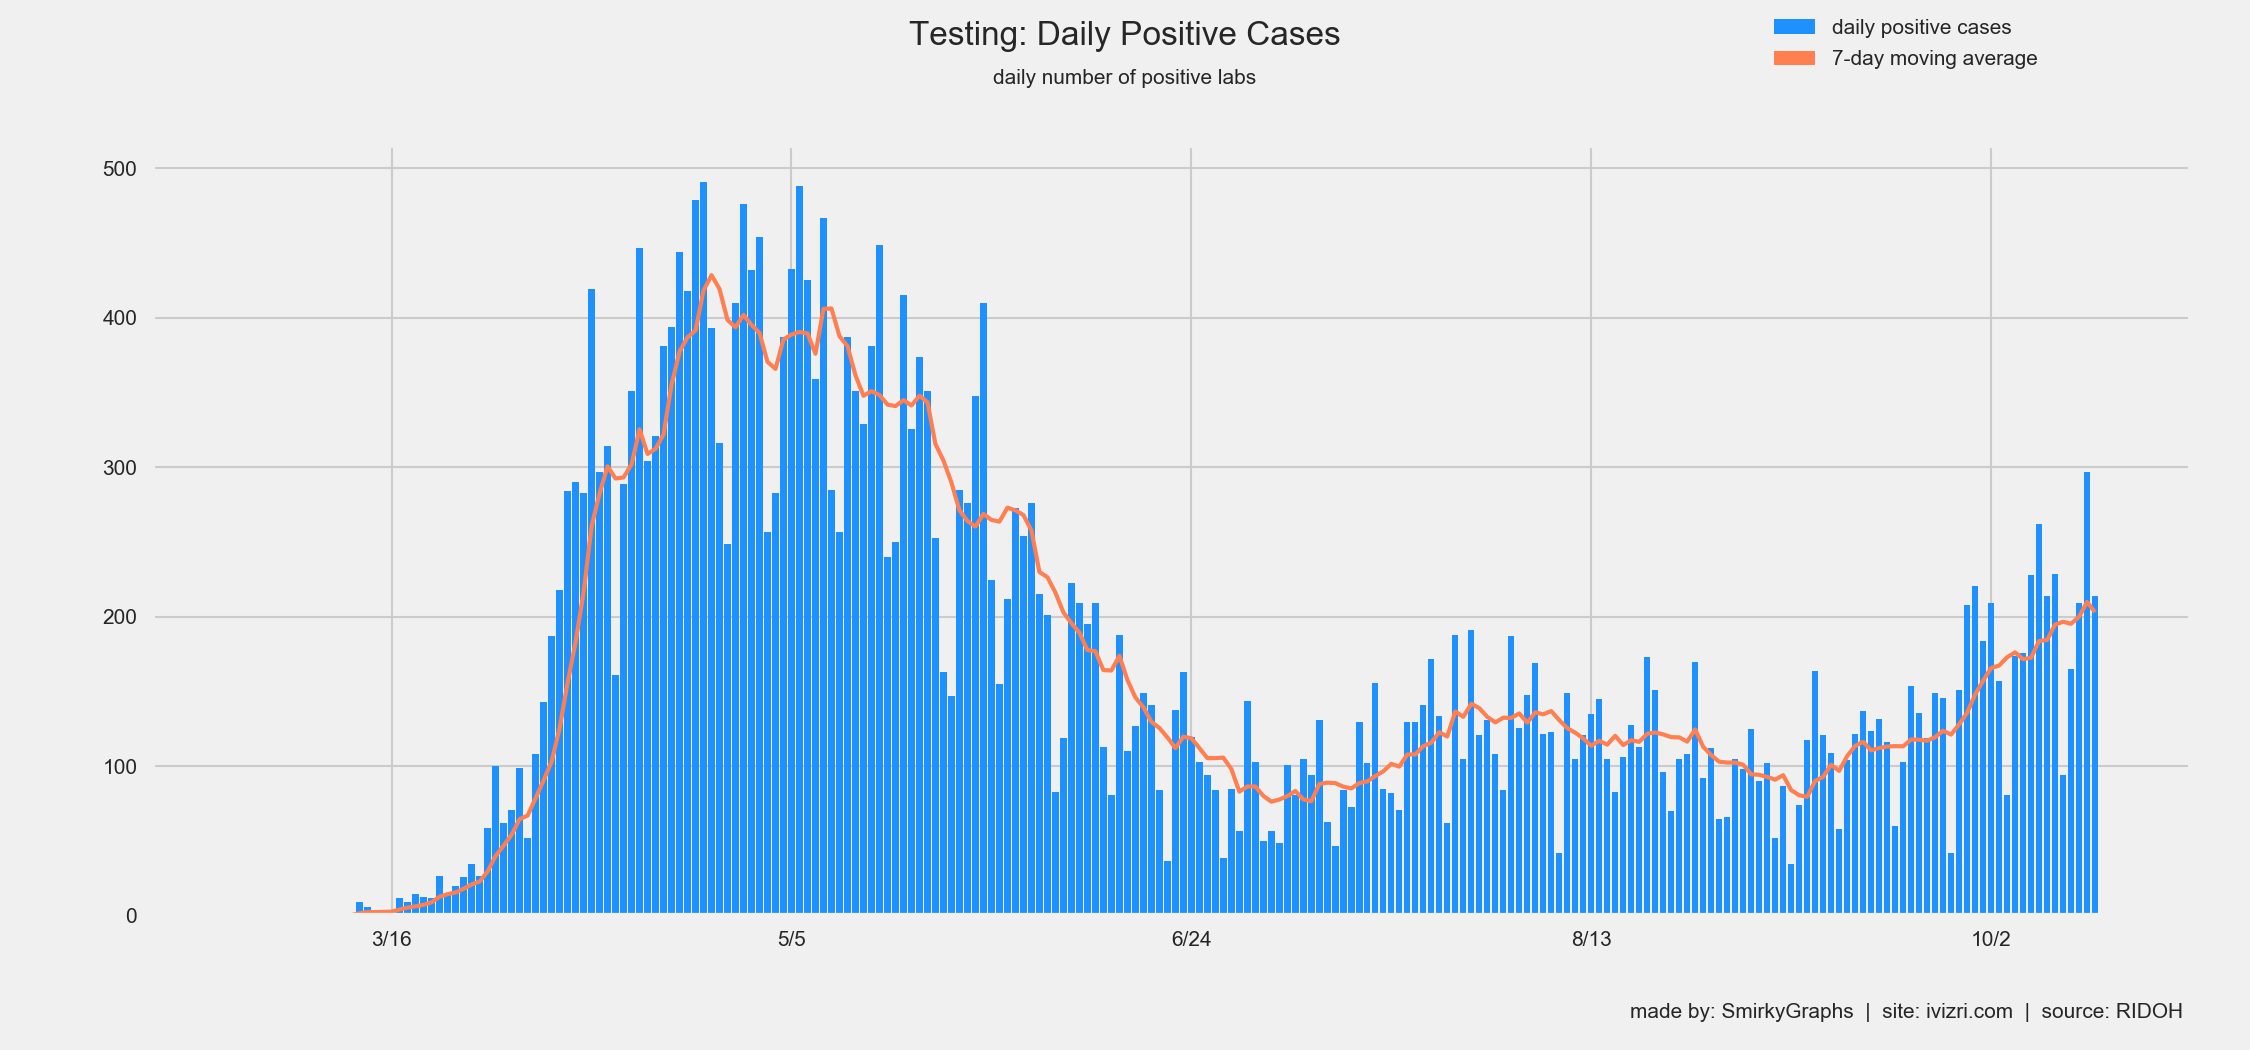 Testing: Daily Positive Cases
daily number of positive labs
daily positive cases
7-day moving average
500
400
300
200
100
0
3/16 5/5 6/24 8/13 10/2
made by: SmirkyGraphs | site: ivizri.com | source: RIDOH